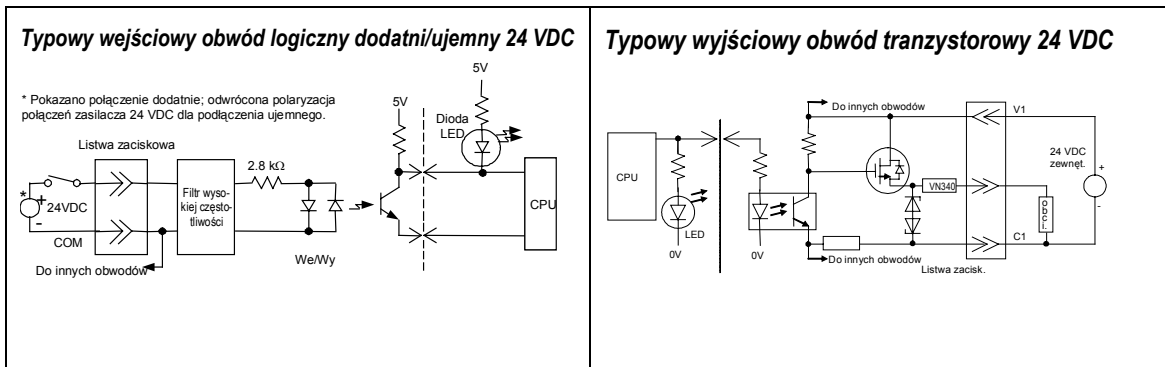 Typowy wejściowy obwód logiczny dodatni/ujemny 24 VDC
* Pokazano połączenie dodatnie; odwrócona polaryzacja
połączeń zasilacza 24 VDC dla podłączenia ujemnego.
5V
5V
Dioda
LED
Listwa zaciskowa
2.8 kΩ
*
+
24VDC
-
Filtr wyso-
kiej często-
tliwości
CPU
COM
We/Wy
Do innych obwodów
Typowy wyjściowy obwód tranzystorowy 24 VDC
Do innych obwodów
V1
CPU
24 VDC
zewnęt.
+
-
VN340
o b c i.
LED
C1
0V
0V
Do innych obwodów
Listwa zacisk.